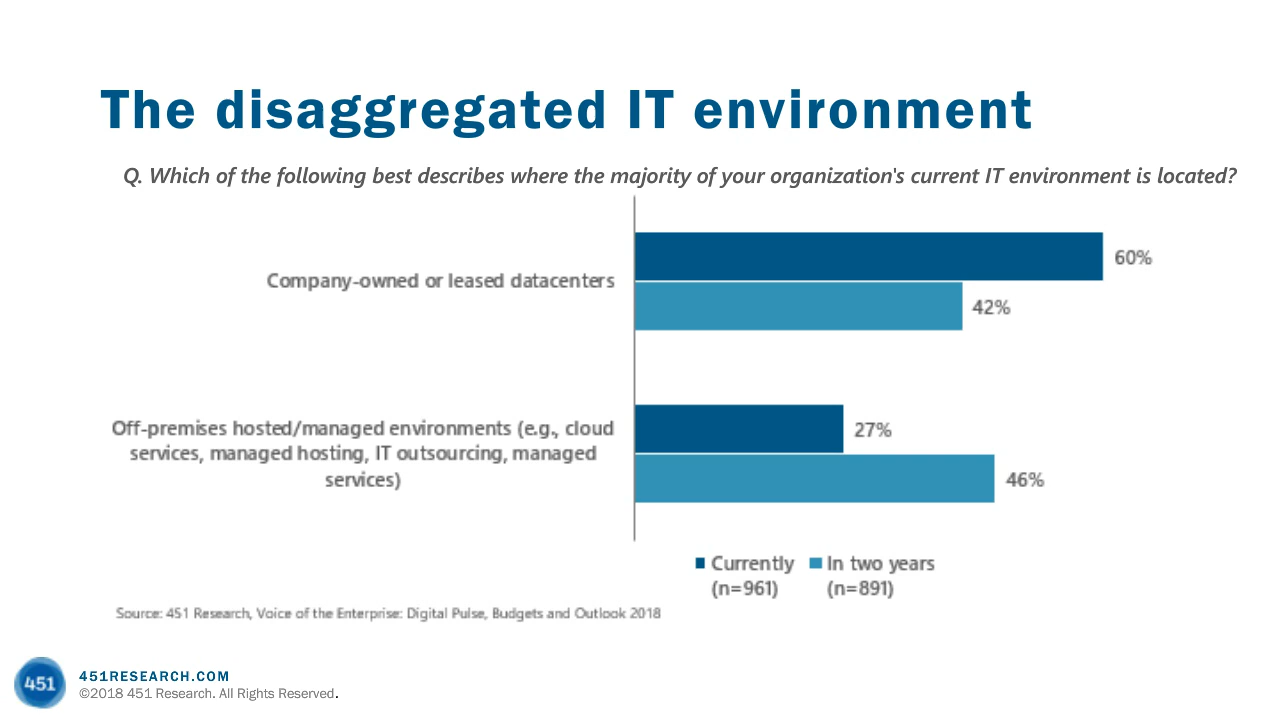 The disaggregated IT environment
Q. Which of the following best describes where the majority of your organization's current IT environment is located?
Company-owned or leased datacenters
60%
42%
Off-premises hosted/managed environments (e.g., cloud
services, managed hosting, IT outsourcing, managed
services)
27%
46%
Currently
(n=961)
In two years
(n=891)
Source: 451 Research, Voice of the Enterprise: Digital Pulse, Budgets and Outlook 2018
451
451RESEARCH.COM
©2018 451 Research. All Rights Reserved.